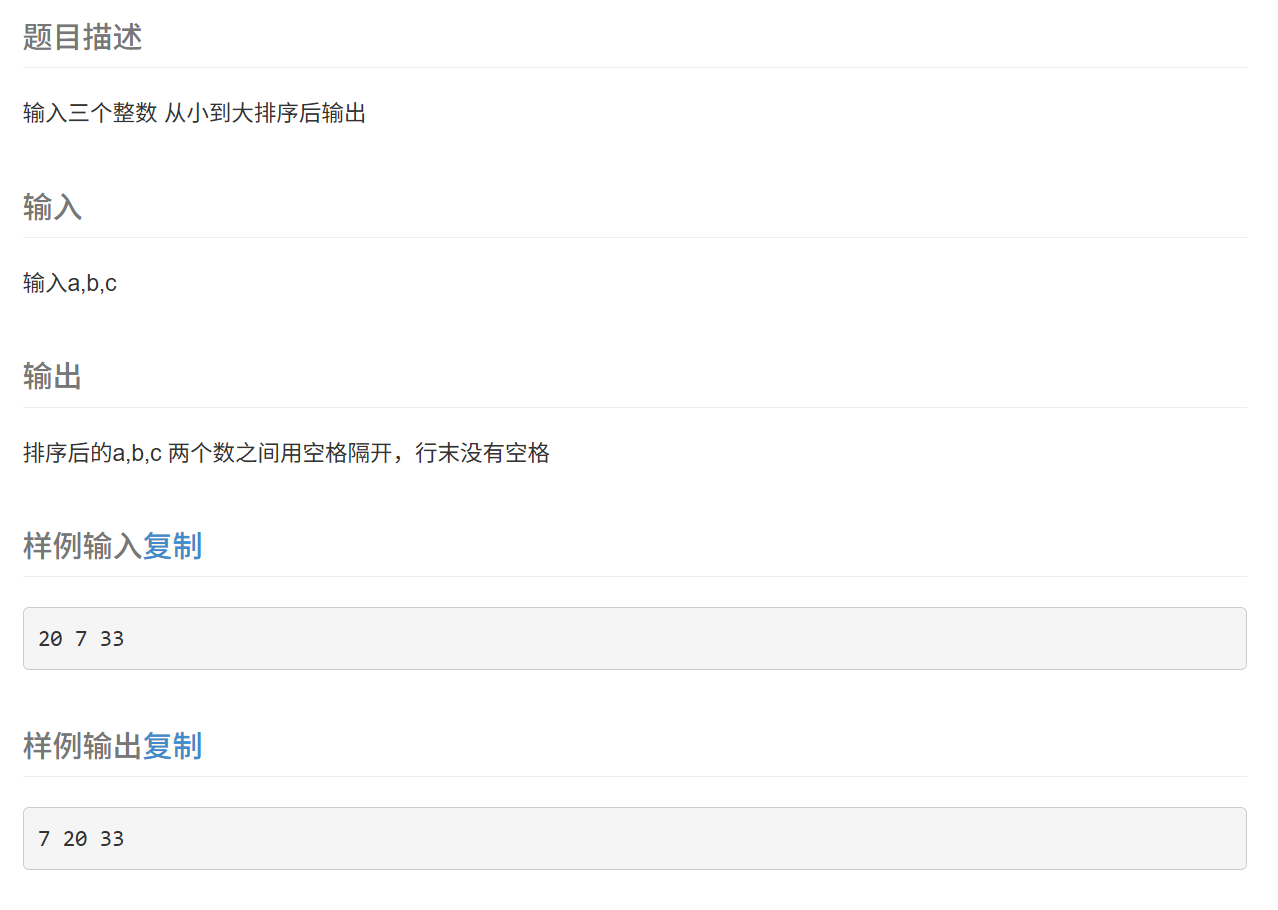 题目描述
输入三个整数 从小到大排序后输出
输入
输入a,b,c
输出
排序后的a,b,c 两个数之间用空格隔开，行末没有空格
样例输入复制
20 7 33
样例输出复制
7 20 33